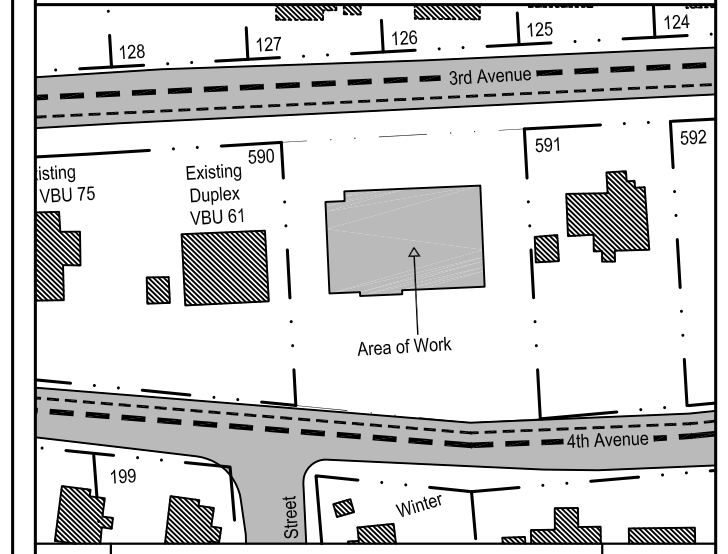 128
127
126
125
124
3rd Avenue
590
591
592
isting
VBU 75
Existing
Duplex
VBU 61
Area of Work
4th Avenue
199
Street
Winter